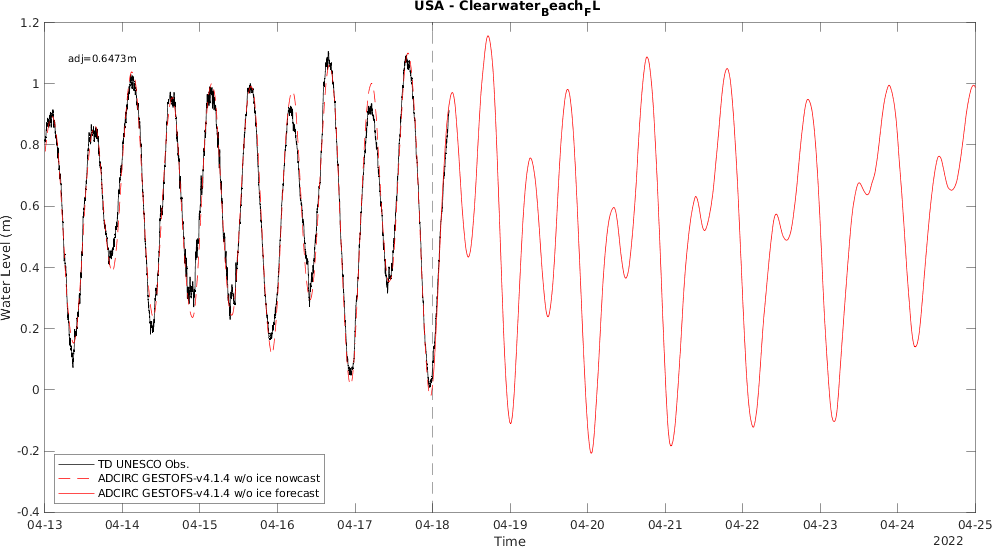 USA - Clearwater_Beach_FL
1.2
adj=0.6473m
1
0.8
0.6
0.4
0.2
0
-0.2
-0.4
Water Level (m)
TD UNESCO Obs.
ADCIRC GESTOFS-v4.1.4 w/o ice nowcast
ADCIRC GESTOFS-v4.1.4 w/o ice forecast
04-13 04-14 04-15 04-16 04-17 04-18 04-19 04-20 04-21 04-22 04-23 04-24 04-25
Time
2022